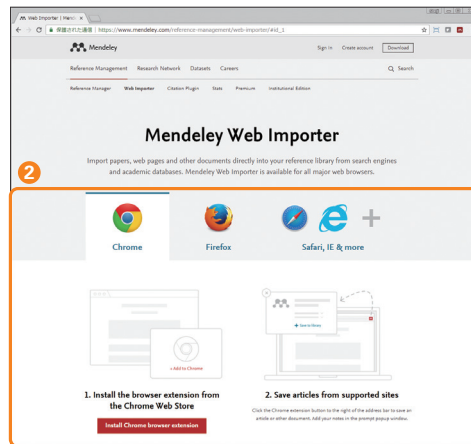 Web Importer | Mende
保護された通信 | https://www.mendeley.com/reference-management/web-importer/#id_1
Mendeley
Sign in Create account Download
Reference Management Research Network Datasets Careers Search
Reference Manager Web Importer Citation Plugin Stats Premium Institutional Edition
Mendeley Web Importer
Import papers, web pages and other documents directly into your reference library from search engines
and academic databases. Mendeley Web Importer is available for all major web browsers.
2
Chrome Firefox Safari, IE & more
+ Add to Chrome
+ Save to library
1. Install the browser extension from
the Chrome Web Store
Install Chrome browser extension
2. Save articles from supported sites
Click the Chrome extension button to the right of the address bar to save an
article or other document. Add your notes in the prompt popup window.